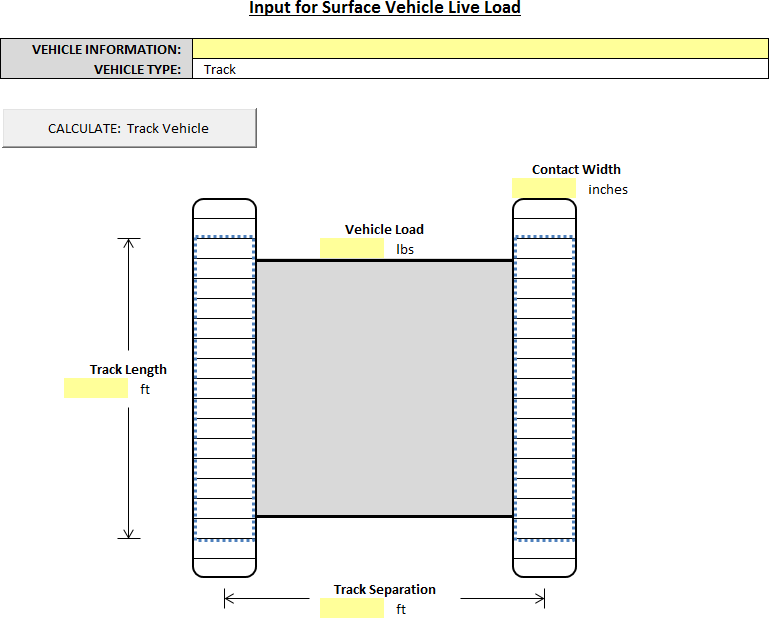 Input for Surface Vehicle Live Load
VEHICLE INFORMATION:
VEHICLE TYPE: Track
CALCULATE: Track Vehicle
Contact Width
inches
Vehicle Load
lbs
Track Length
ft
Track Separation
ft